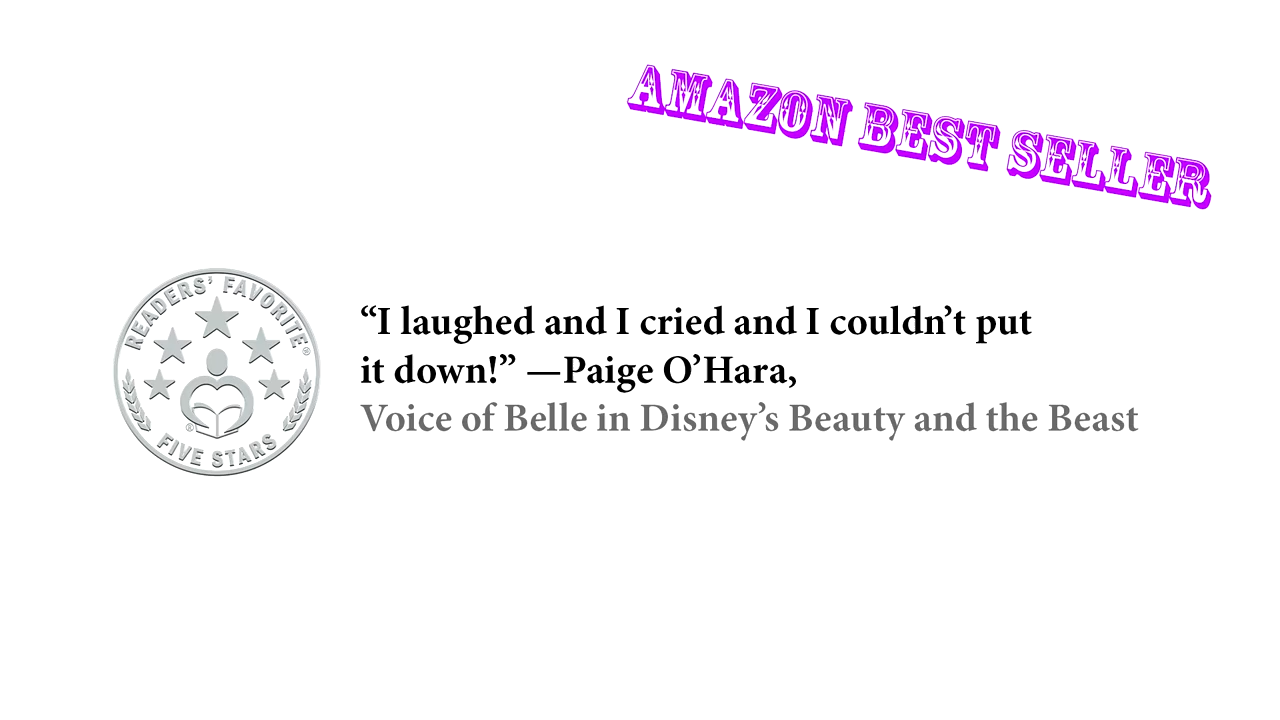 AMAZON BEST SELLER
READERS' FAVORITE®
®
FIVE STARS
“I laughed and I cried and I couldn’t put
it down!” —Paige O’Hara,
Voice of Belle in Disney’s Beauty and the Beast